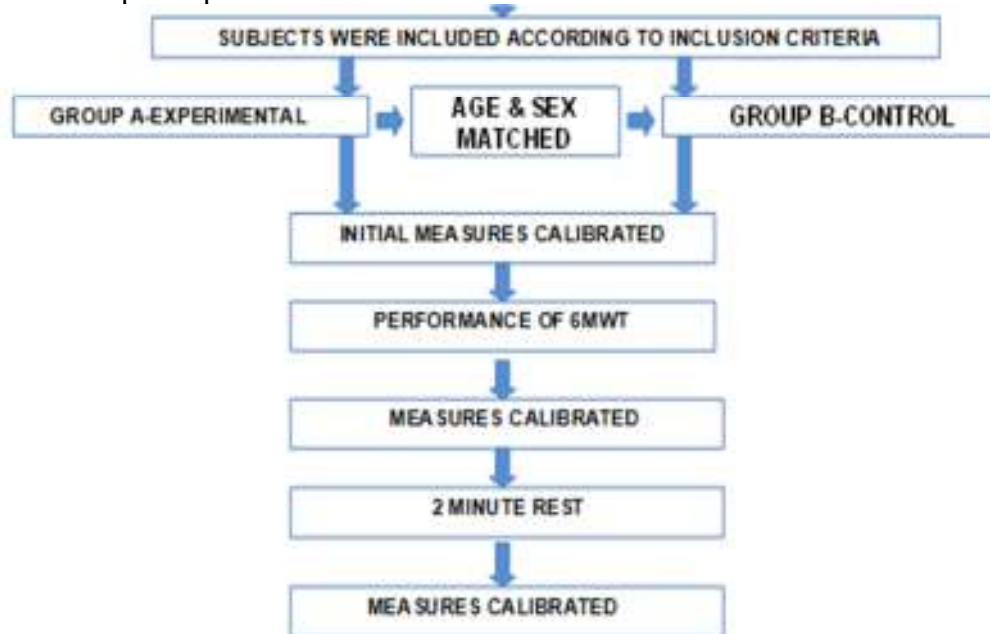 SUBJECTS WERE INCLUDED ACCORDING TO INCLUSION CRITERIA
GROUP A-EXPERIMENTAL
AGE & SEX
MATCHED
GROUP B-CONTROL
INITIAL MEASURES CALIBRATED
PERFORMANCE OF 6MWT
MEASURES CALIBRATED
2 MINUTE REST
MEASURES CALIBRATED